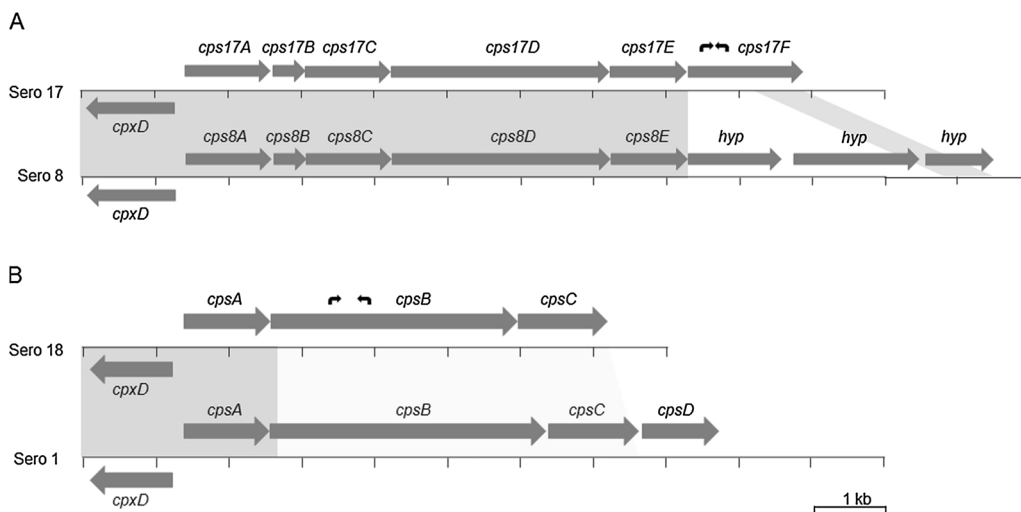 A
cps17A cps17B cps17C cps17D cps17E cps17F
Sero 17
cpxD
cps8A cps8B cps8C cps8D cps8E hyp hyp hyp
Sero 8
cpxD
B
cpsA cpsB cpsC
Sero 18
cpxD
cpsA cpsB cpsC cpsD
Sero 1
cpxD
1 kb